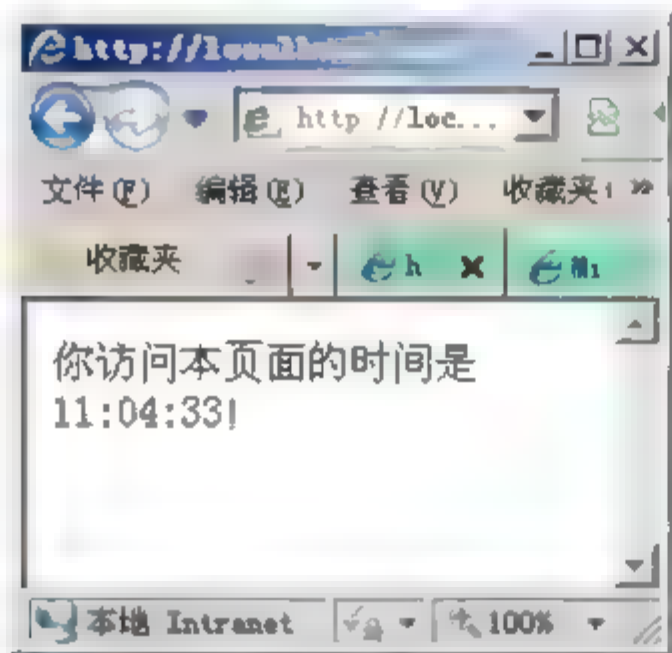 http://
http //loc...
文件(F) 编辑(E) 查看(V) 收藏夹 »
收藏夹 h
你访问本页面的时间是
11:04:33!
本地 Intranet 100%